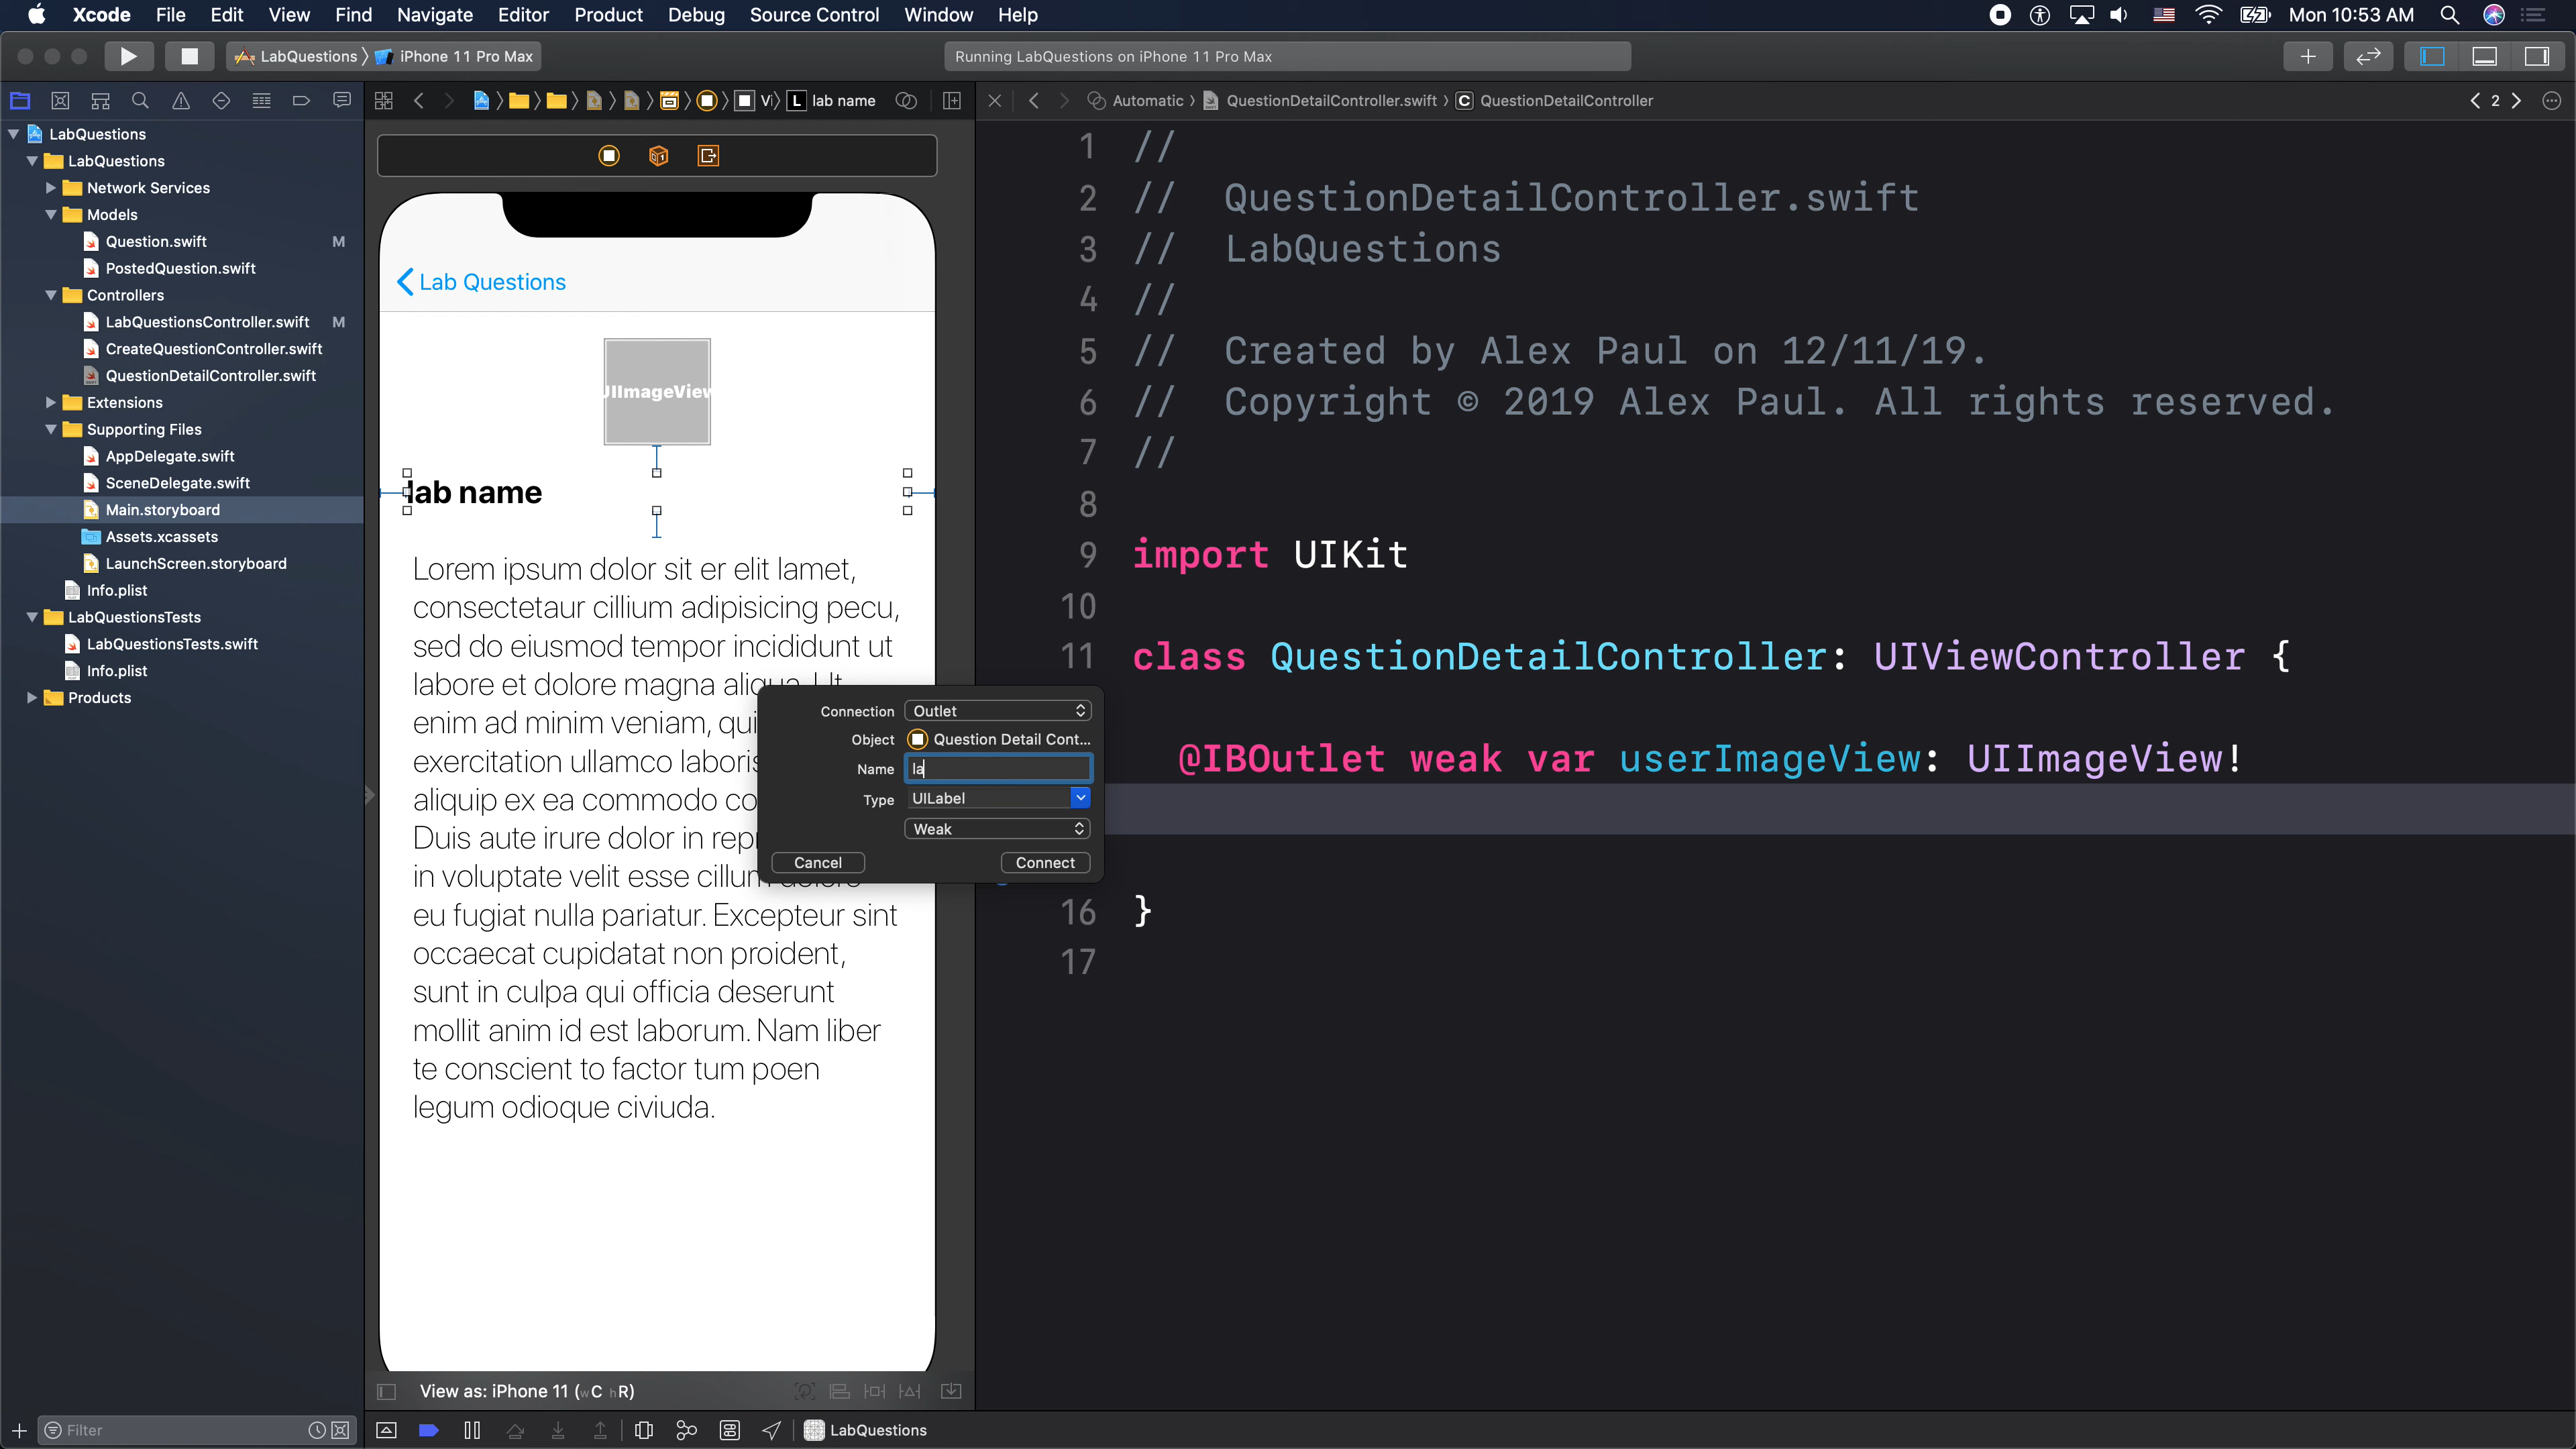 Xcode File Edit View Find Navigate Editor Product Debug Source Control Window Help Mon 10:53 AM
LabQuestions iPhone 11 Pro Max Running LabQuestions on iPhone 11 Pro Max
lab name Automatic QuestionDetailController.swift C QuestionDetailController 2
LabQuestions
LabQuestions
Network Services
Models
Question.swift M
PostedQuestion.swift
Controllers
LabQuestionsController.swift M
CreateQuestionController.swift
QuestionDetailController.swift
Extensions
Supporting Files
AppDelegate.swift
SceneDelegate.swift
Main.storyboard
Assets.xcassets
LaunchScreen.storyboard
Info.plist
LabQuestionsTests
LabQuestionsTests.swift
Info.plist
Products
Filter
Lab Questions
UIImageView
lab name
Lorem ipsum dolor sit er elit lamet,
consectetaur cillium adipisicing pecu,
sed do eiusmod tempor incididunt ut
labore et dolore magna aliqua. Ut
enim ad minim veniam, qui
exercitation ullamco laboris
aliquip ex ea commodo co
Duis aute irure dolor in repr
in voluptate velit esse cillum dolore
eu fugiat nulla pariatur. Excepteur sint
occaecat cupidatat non proident,
sunt in culpa qui officia deserunt
mollit anim id est laborum. Nam liber
te conscient to factor tum poen
legum odioque civiuda.
View as: iPhone 11 (wC hR)
Connection Outlet
Object Question Detail Cont...
Name la
Type UILabel
Weak
Cancel Connect
1 //
2 // QuestionDetailController.swift
3 // LabQuestions
4 //
5 // Created by Alex Paul on 12/11/19.
6 // Copyright © 2019 Alex Paul. All rights reserved.
7 //
8
9 import UIKit
10
11 class QuestionDetailController: UIViewController {
@IBOutlet weak var userImageView: UIImageView!
16 }
17
LabQuestions